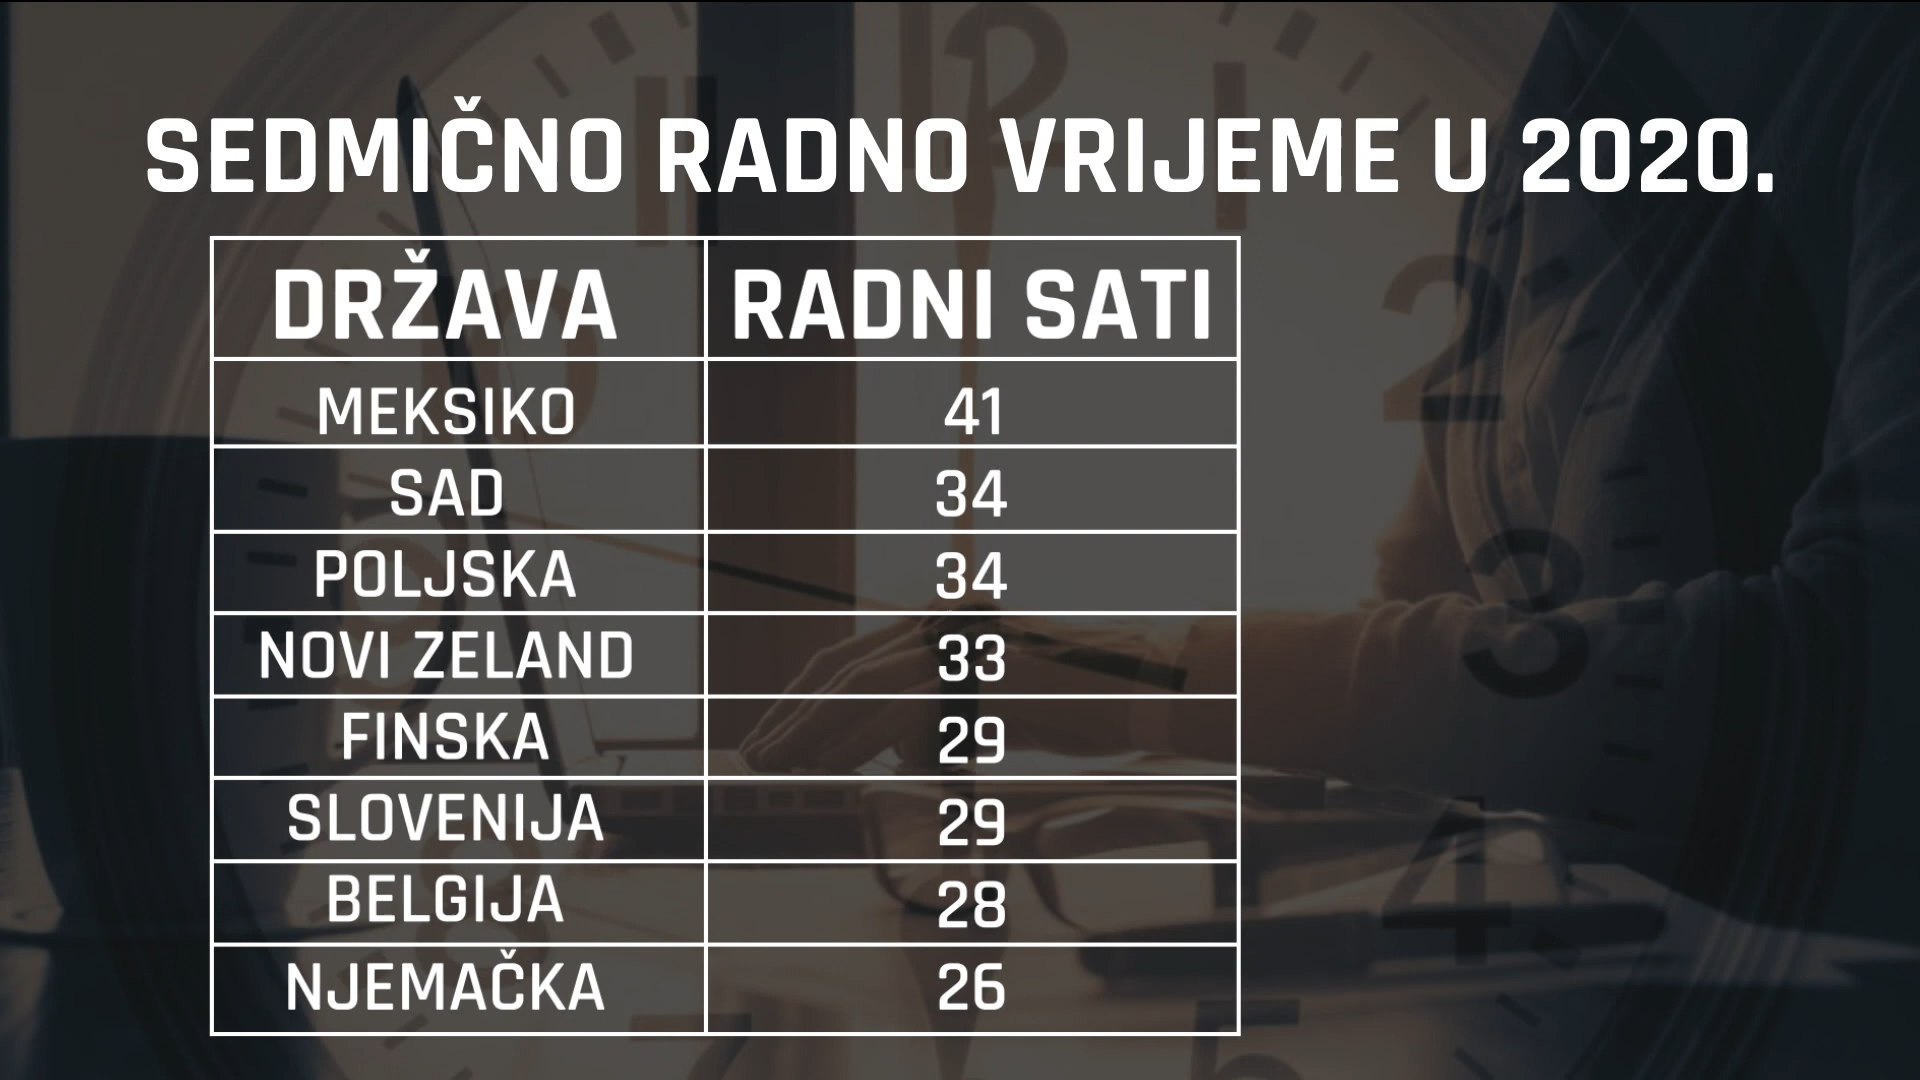 SEDMIČNO RADNO VRIJEME U 2020.
DRŽAVA RADNI SATI
MEKSIKO 41
SAD 34
POLJSKA 34
NOVI ZELAND 33
FINSKA 29
SLOVENIJA 29
BELGIJA 28
NJEMAČKA 26